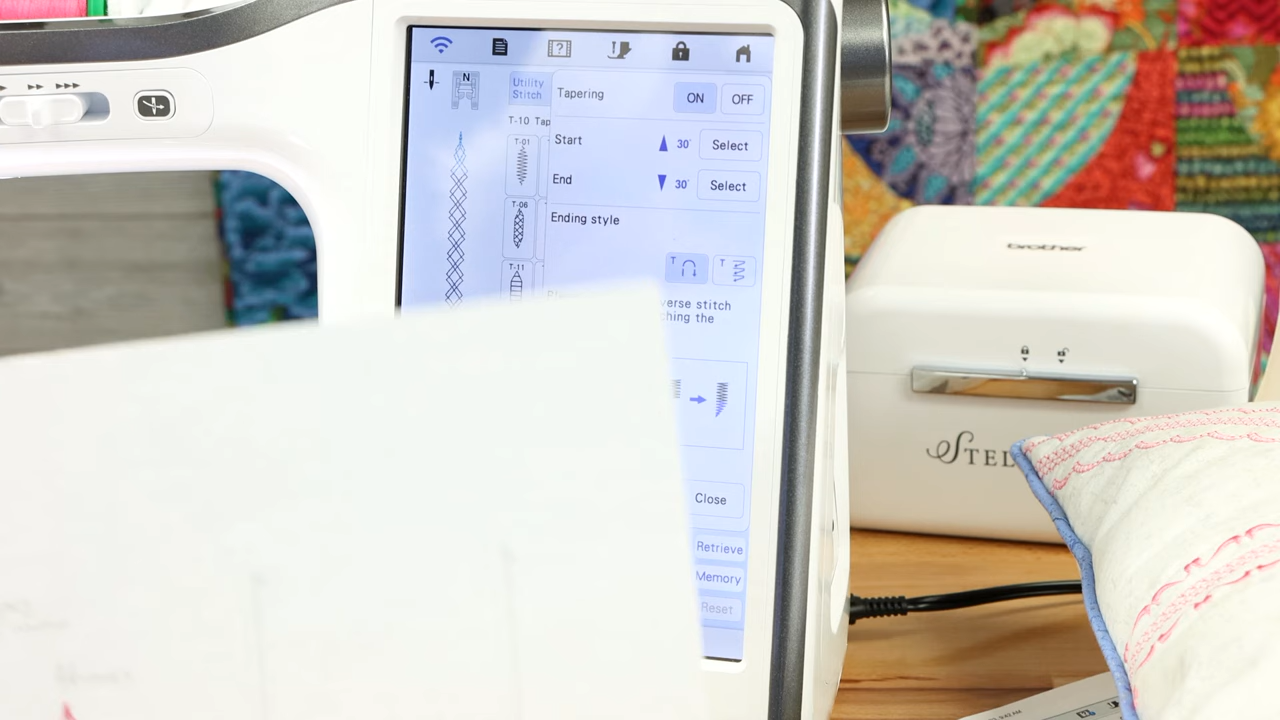 N
Utility
Stitch
T-10 Tap
T-01
T-06
T-11
Tapering
ON
OFF
Start
30°
Select
End
30°
Select
Ending style
T
T
verse stitch
ching the
Close
Retrieve
Memory
Reset
brother
STEL